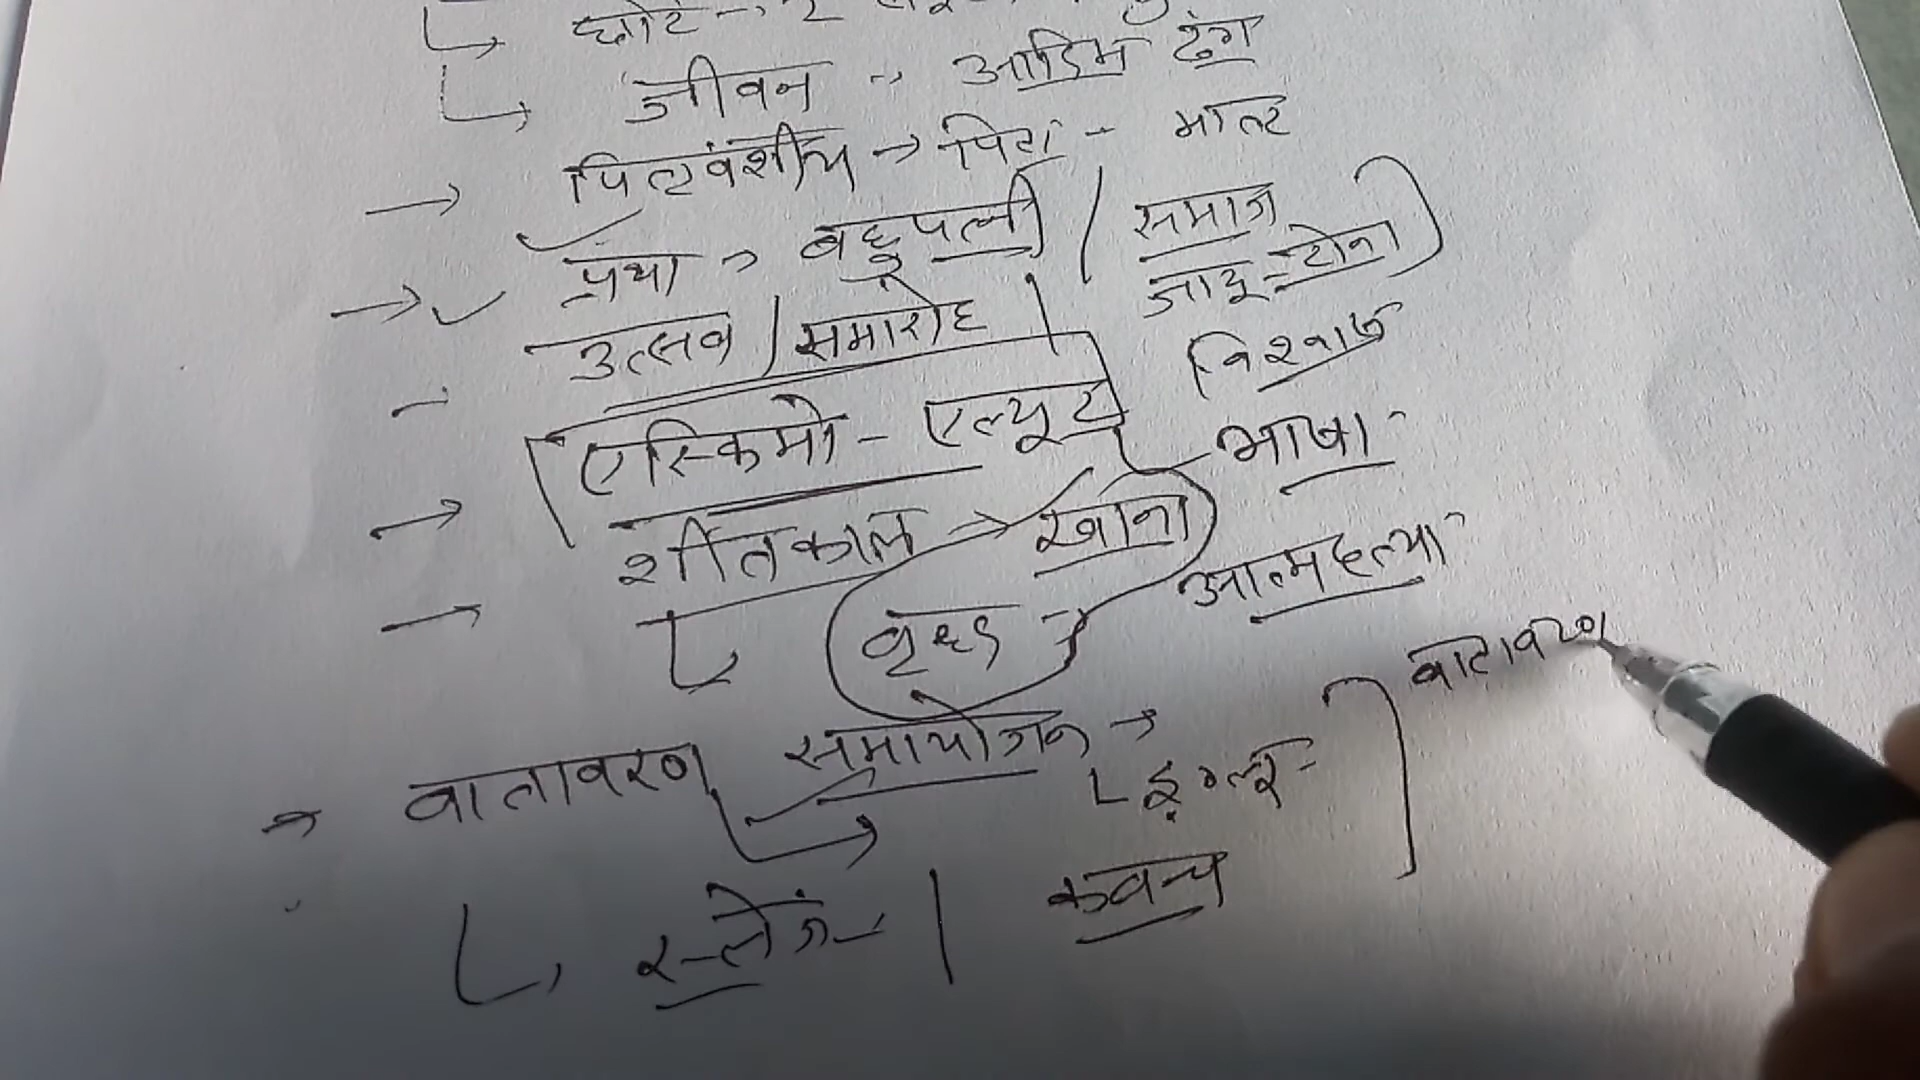 छोटे →
जीवन → आदिम ढंग
→ पितृवंशीय → पिता -
→ प्रथा → बहुपत्नी / समाज
जादू-टोना
- उत्सव / समारोह विश्वास
→ एस्किमो - एल्यूट - भाषा
→ शीतकाल → खाना
वृद्ध → आत्महत्या
→ वातावरण समायोजन → वातावरण
इग्लू -
स्लेज - | कवच